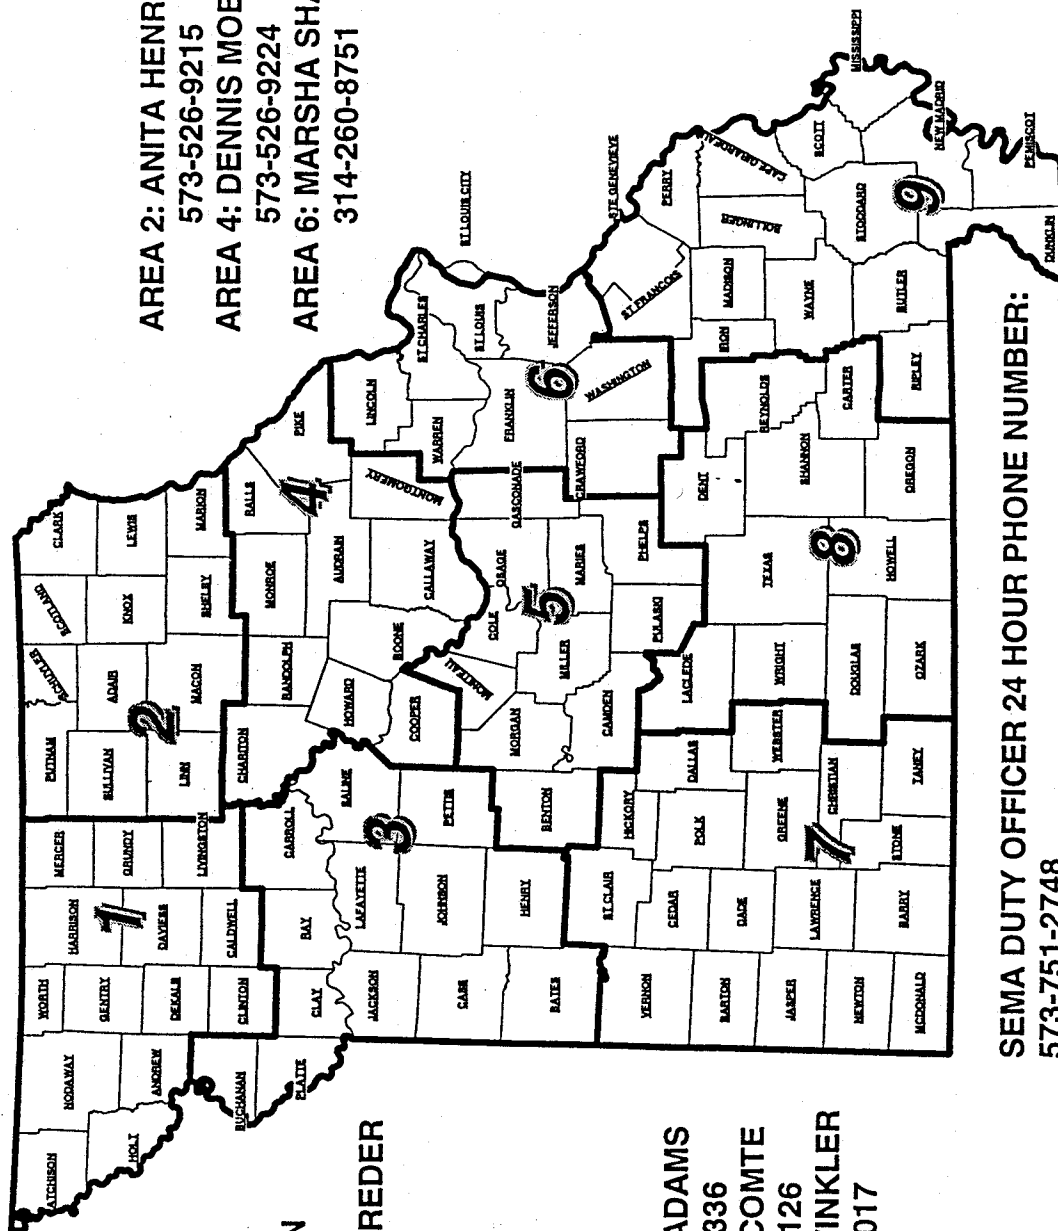 AREA 2: ANITA HENR
573-526-9215
AREA 4: DENNIS
573-526-9224
AREA 6: MARSHA SHA
314-260-8751
N
REDER
ADAMS
336
COMTE
126
INKLER
017
ATCHISON
NODAWAY
WORTH
HARRISON
MERCER
PUTNAM
SCHUYLER
SCOTLAND
CLARK
HOLT
ANDREW
GENTRY
DEKALB
1
DAVIESS
GRUNDY
SULLIVAN
2
ADAIR
KNOX
LEWIS
BUCHANAN
CLINTON
CALDWELL
LIVINGSTON
LINN
MACON
SHELBY
MARION
PLATTE
CLAY
RAY
CARROLL
CHARITON
RANDOLPH
MONROE
RALLS
4
PIKE
JACKSON
LAFAYETTE
SALINE
3
HOWARD
BOONE
AUDRAIN
CALLAWAY
MONTGOMERY
LINCOLN
WARREN
ST CHARLES
ST LOUIS
ST LOUIS CITY
CASS
JOHNSON
PETTIS
COOPER
MONITEAU
COLE
OSAGE
GASCONADE
FRANKLIN
6
JEFFERSON
BATES
HENRY
BENTON
MORGAN
MILLER
5
MARIES
CRAWFORD
WASHINGTON
ST FRANCOIS
STE GENEVIEVE
PERRY
VERNON
ST CLAIR
HICKORY
CAMDEN
PULASKI
PHELPS
DENT
IRON
MADISON
BOLLINGER
CAPE GIRARDEAU
BARTON
CEDAR
POLK
DALLAS
LACLEDE
TEXAS
REYNOLDS
WAYNE
SCOTT
MISSISSIPPI
JASPER
DADE
GREENE
WEBSTER
WRIGHT
SHANNON
CARTER
STODDARD
NEWTON
LAWRENCE
7
CHRISTIAN
DOUGLAS
8
HOWELL
OREGON
RIPLEY
BUTLER
9
NEW MADRID
MCDONALD
BARRY
STONE
TANEY
OZARK
DUNKLIN
PEMISCOT
SEMA DUTY OFFICER 24 HOUR PHONE NUMBER:
573-751-2748